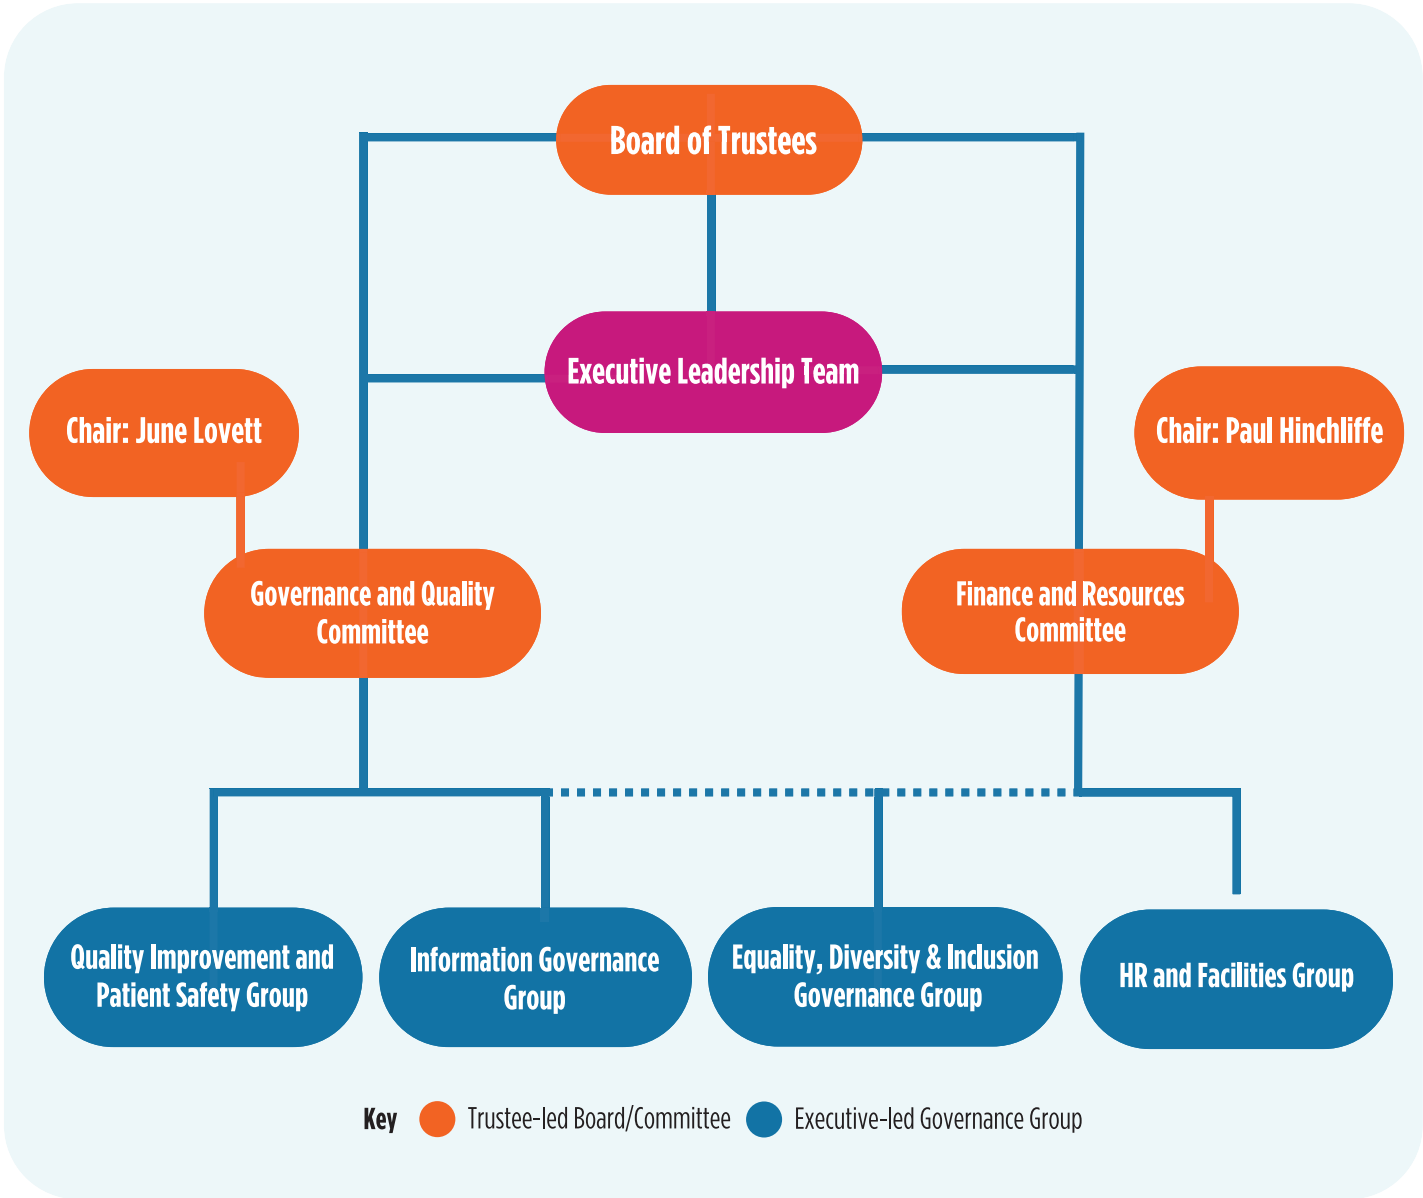 Board of Trustees
Executive Leadership Team
Chair: June Lovett
Chair: Paul Hinchliffe
Governance and Quality
Committee
Finance and Resources
Committee
Quality Improvement and
Patient Safety Group
Information Governance
Group
Equality, Diversity & Inclusion
Governance Group
HR and Facilities Group
Key Trustee-led Board/Committee Executive-led Governance Group